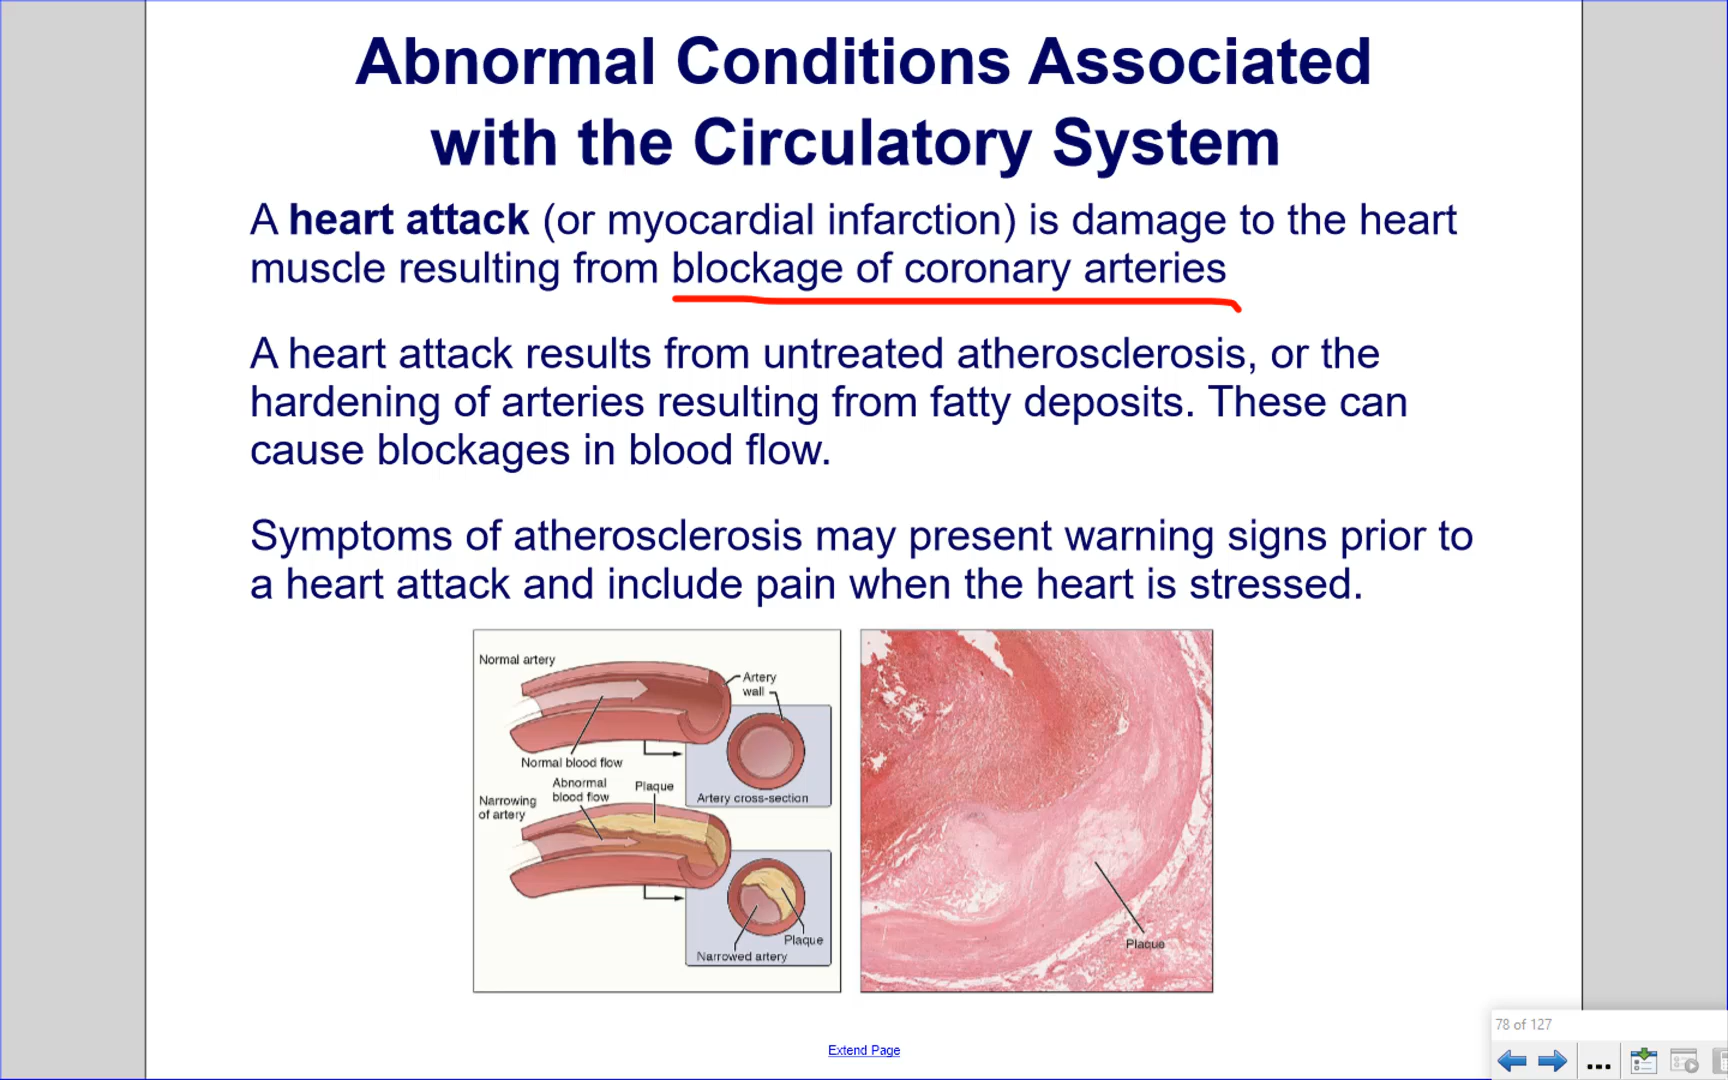 Abnormal Conditions Associated
with the Circulatory System
A heart attack (or myocardial infarction) is damage to the heart
muscle resulting from blockage of coronary arteries
A heart attack results from untreated atherosclerosis, or the
hardening of arteries resulting from fatty deposits. These can
cause blockages in blood flow.
Symptoms of atherosclerosis may present warning signs prior to
a heart attack and include pain when the heart is stressed.
Normal artery
Artery
wall
Normal blood flow
Artery cross-section
Abnormal
blood flow
Plaque
Narrowing
of artery
Plaque
Narrowed artery
Plaque
Extend Page
78 of 127